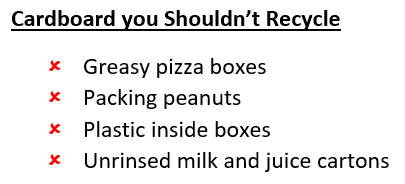 Cardboard you Shouldn't Recycle
✘ Greasy pizza boxes
✘ Packing peanuts
✘ Plastic inside boxes
✘ Unrinsed milk and juice cartons